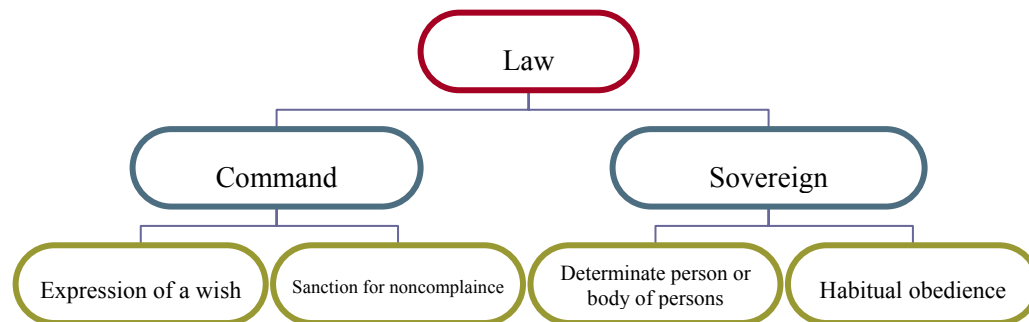 Law
Command
Sovereign
Expression of a wish
Sanction for noncomplaince
Determinate person or
body of persons
Habitual obedience